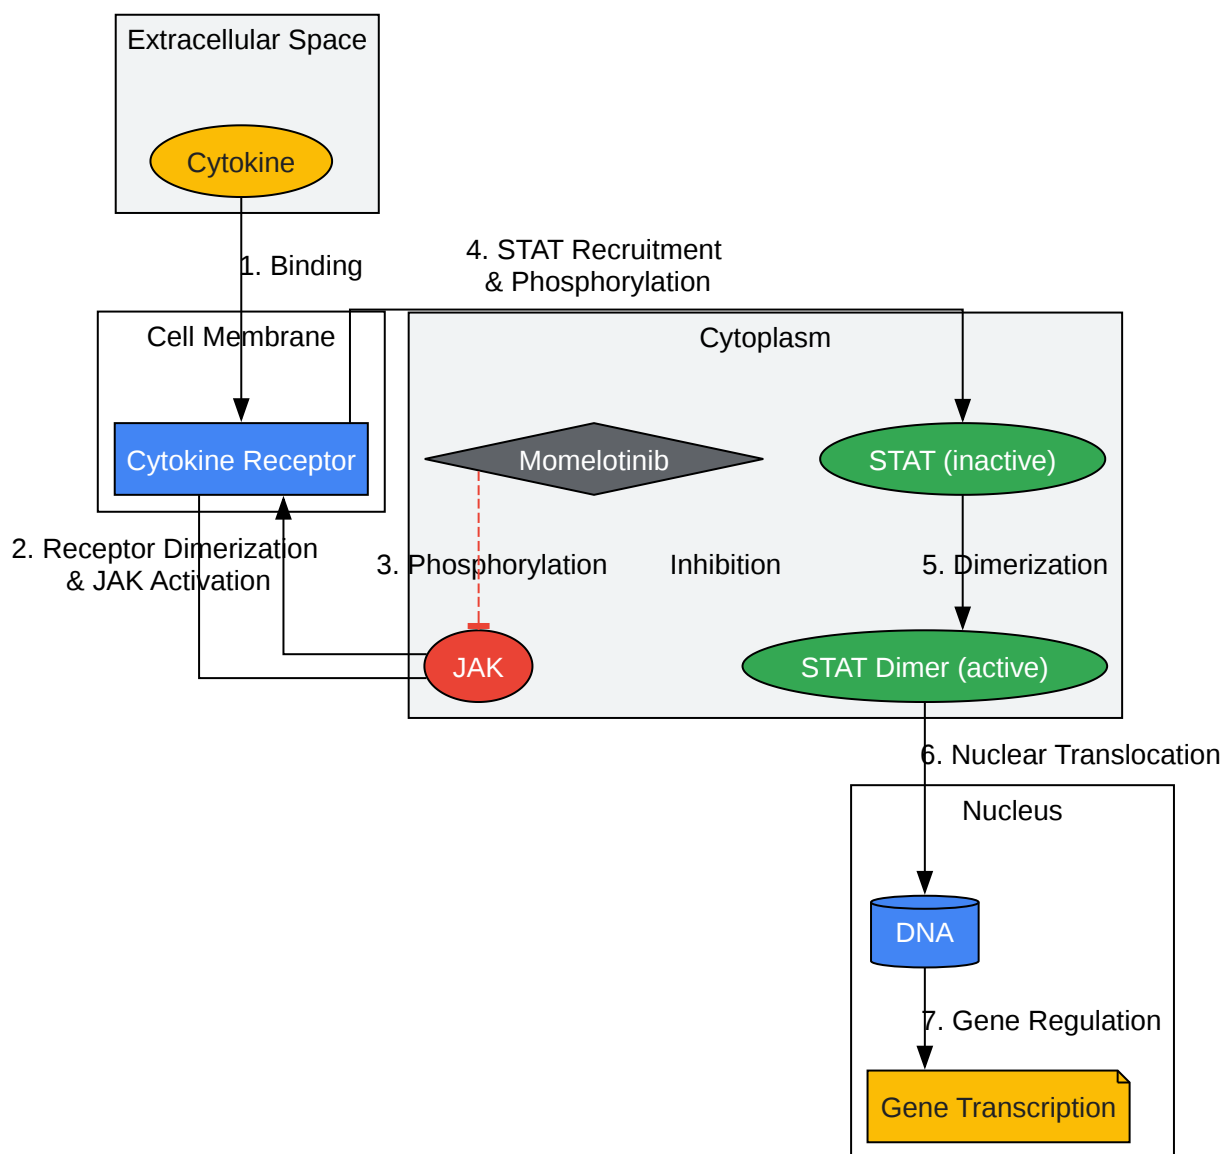 Extracellular Space
Cytokine
1. Binding
4. STAT Recruitment
& Phosphorylation
Cell Membrane
Cytoplasm
Cytokine Receptor
Momelotinib
STAT (inactive)
2. Receptor Dimerization
& JAK Activation
3. Phosphorylation
Inhibition
5. Dimerization
JAK
STAT Dimer (active)
6. Nuclear Translocation
Nucleus
DNA
7. Gene Regulation
Gene Transcription